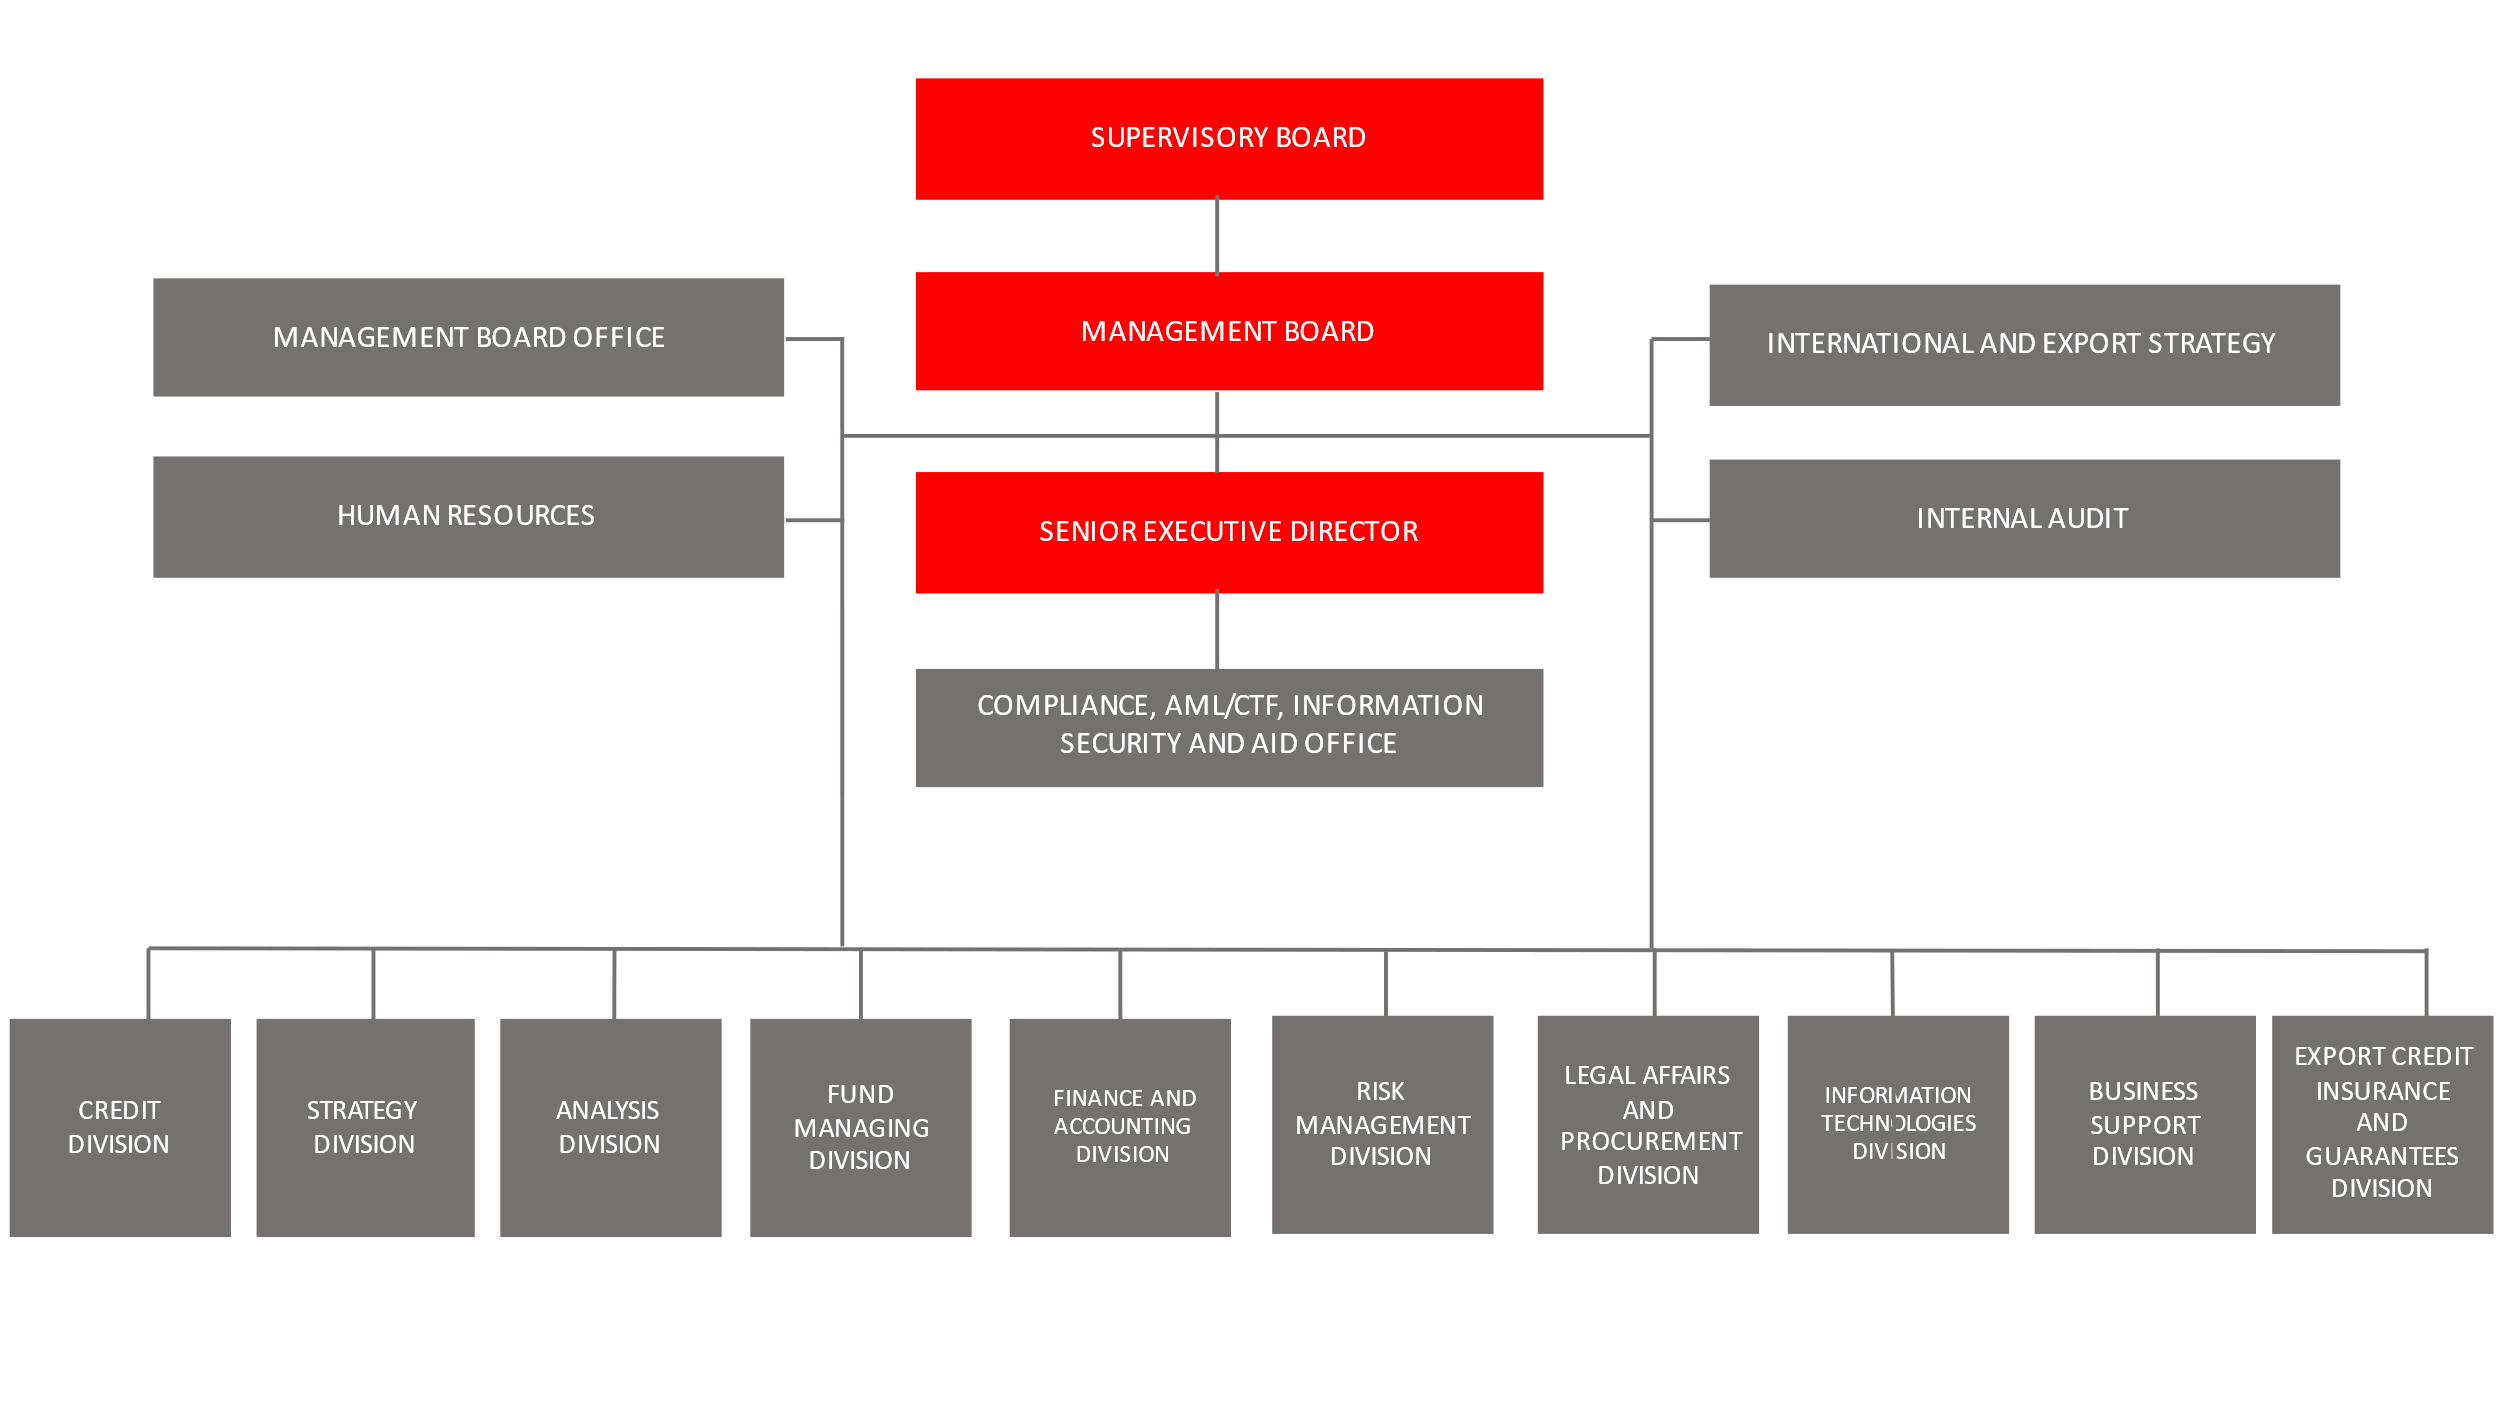 SUPERVISORY BOARD
MANAGEMENT BOARD OFFICE
MANAGEMENT BOARD
INTERNATIONAL AND EXPORT STRATEGY
HUMAN RESOURCES
SENIOR EXECUTIVE DIRECTOR
INTERNAL AUDIT
COMPLIANCE, AML/CTF, INFORMATION
SECURITY AND AID OFFICE
CREDIT
DIVISION
STRATEGY
DIVISION
ANALYSIS
DIVISION
FUND
MANAGING
DIVISION
FINANCE AND
ACCOUNTING
DIVISION
RISK
MANAGEMENT
DIVISION
LEGAL AFFAIRS
AND
PROCUREMENT
DIVISION
INFORMATION
TECHNOLOGIES
DIVISION
BUSINESS
SUPPORT
DIVISION
EXPORT CREDIT
INSURANCE
AND
GUARANTEES
DIVISION